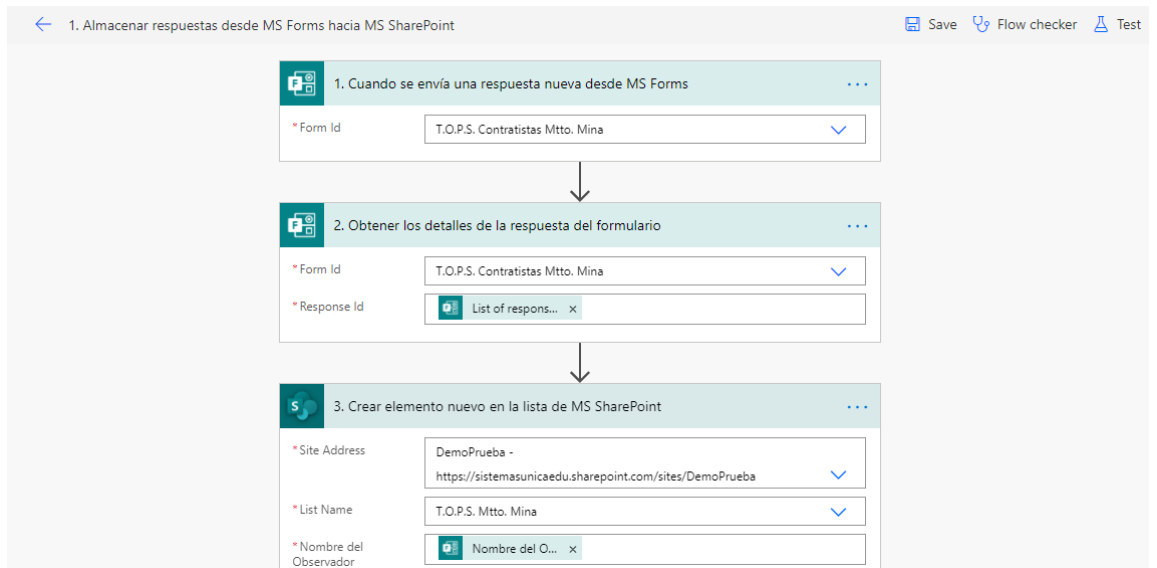 1. Almacenar respuestas desde MS Forms hacia MS SharePoint
Save
Flow checker
Test
1. Cuando se envía una respuesta nueva desde MS Forms
* Form Id
T.O.P.S. Contratistas Mtto. Mina
2. Obtener los detalles de la respuesta del formulario
* Form Id
T.O.P.S. Contratistas Mtto. Mina
* Response Id
List of respons... ×
3. Crear elemento nuevo en la lista de MS SharePoint
* Site Address
DemoPrueba -
https://sistemasunicaedu.sharepoint.com/sites/DemoPrueba
* List Name
T.O.P.S. Mtto. Mina
* Nombre del
Observador
Nombre del O... ×